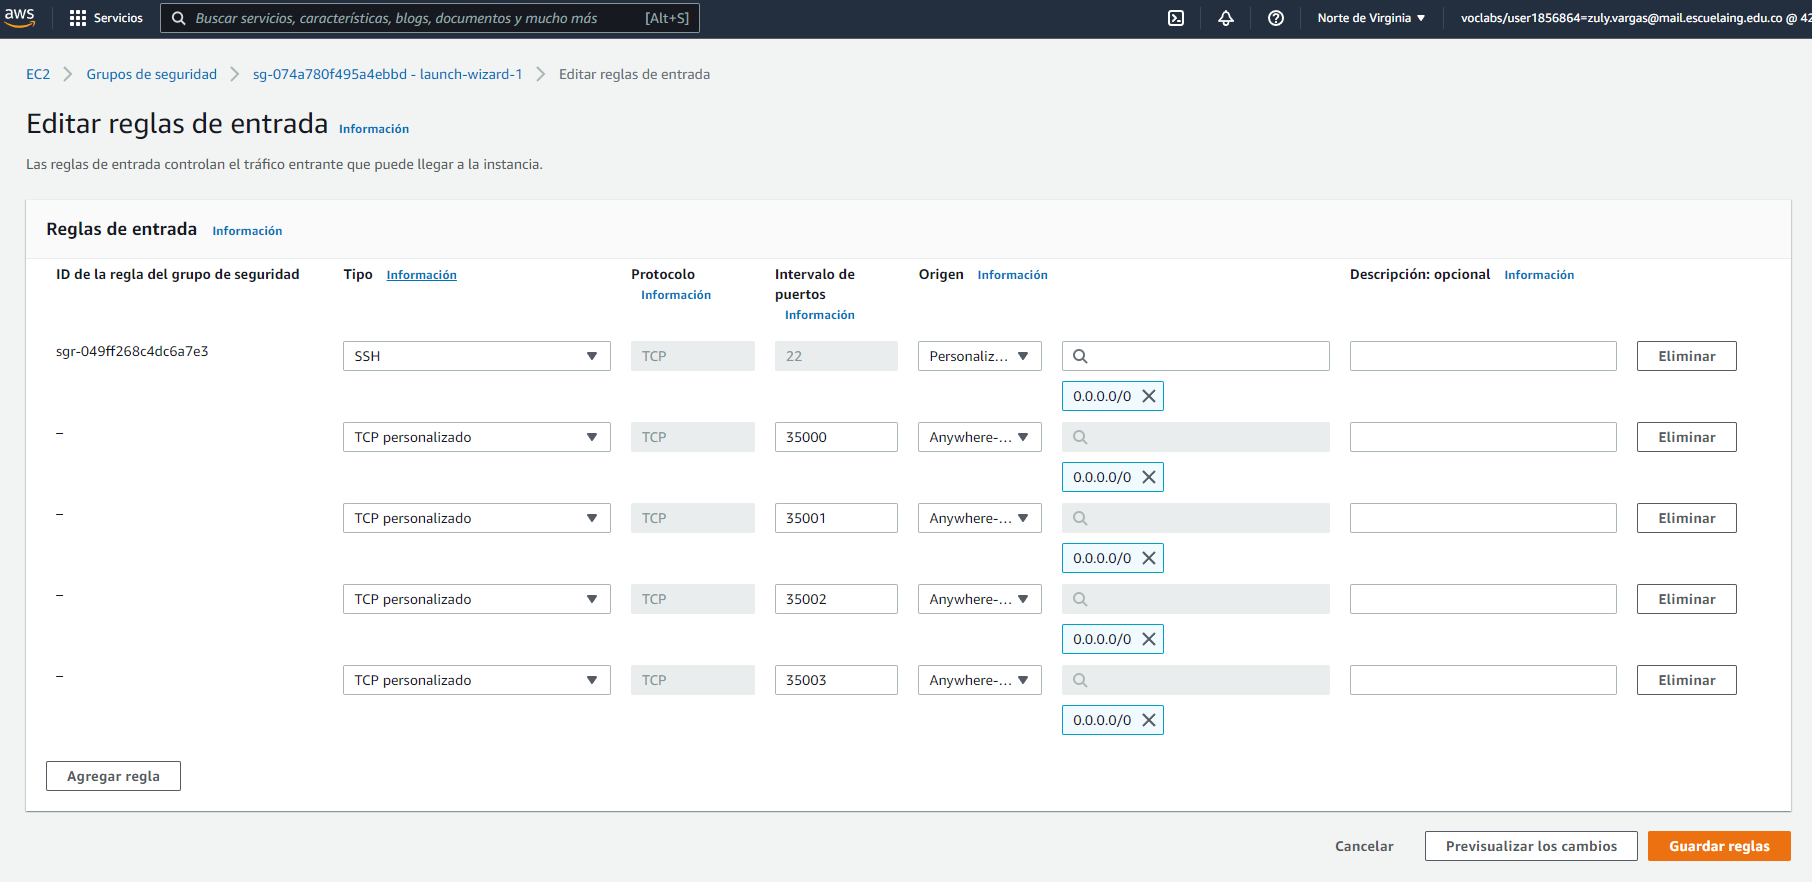 aws Servicios Buscar servicios, características, blogs, documentos y mucho más [Alt+S] Norte de Virginia voclabs/user1856864=zuly.vargas@mail.escuelaing.edu.co @ 42
EC2 Grupos de seguridad sg-074a780f495a4ebbd - launch-wizard-1 Editar reglas de entrada
Editar reglas de entrada Información
Las reglas de entrada controlan el tráfico entrante que puede llegar a la instancia.
Reglas de entrada Información
ID de la regla del grupo de seguridad Tipo Información Protocolo Información Intervalo de puertos Información Origen Información Descripción: opcional Información
sgr-049ff268c4dc6a7e3 SSH TCP 22 Personaliz... Eliminar
0.0.0.0/0
– TCP personalizado TCP 35000 Anywhere-... Eliminar
0.0.0.0/0
– TCP personalizado TCP 35001 Anywhere-... Eliminar
0.0.0.0/0
– TCP personalizado TCP 35002 Anywhere-... Eliminar
0.0.0.0/0
– TCP personalizado TCP 35003 Anywhere-... Eliminar
0.0.0.0/0
Agregar regla
Cancelar Previsualizar los cambios Guardar reglas